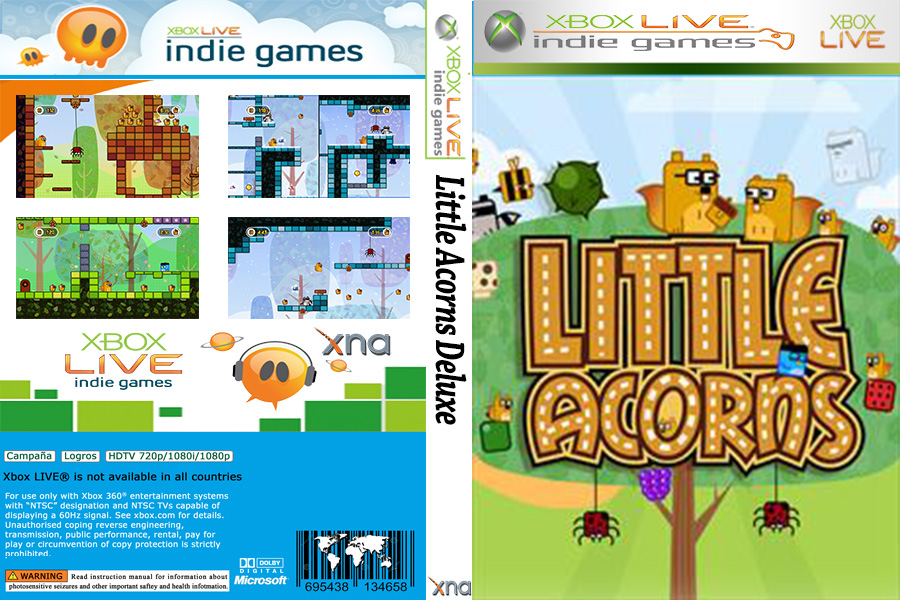 XBOX LIVE
indie games
XBOX LIVE
indie games
XBOX LIVE
indie games
XBOX
LIVE
Little Acorns Deluxe
LITTLE
ACORNS
XBOX
LIVE
indie games
xna
Campaña
Logros
HDTV 720p/1080i/1080p
Xbox LIVE® is not available in all countries
For use only with Xbox 360® entertainment systems
with “NTSC” designation and NTSC TVs capable of
displaying a 60Hz signal. See xbox.com for details.
Unauthorised coping reverse engineering,
transmission, public performance, rental, pay for
play or circumvention of copy protection is strictly
prohibited.
WARNING Read instruction manual for information about
photosensitive seizures and other important saftey and health infotmation.
DOLBY
DIGITAL
Microsoft
695438 134658
xna